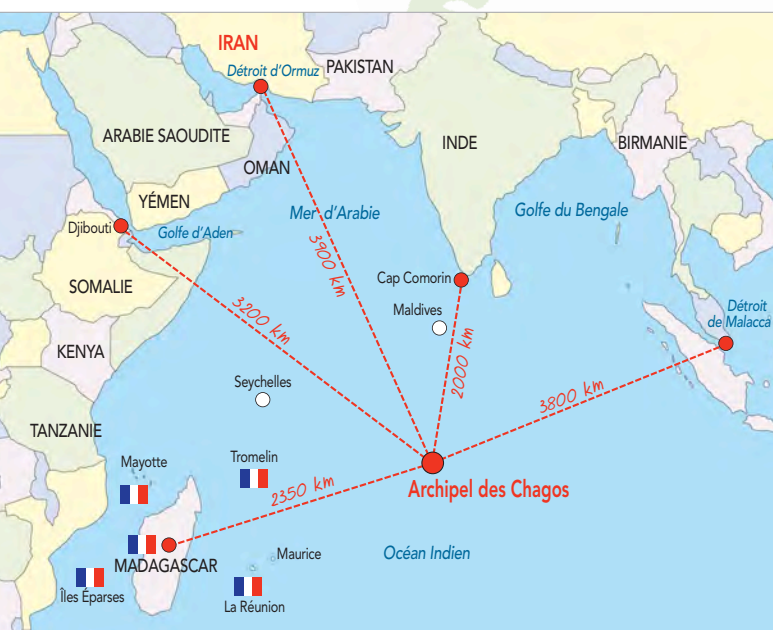 IRAN
Détroit d'Ormuz
PAKISTAN
ARABIE SAOUDITE
INDE
BIRMANIE
OMAN
YÉMEN
Mer d'Arabie
Golfe du Bengale
Djibouti
Golfe d'Aden
3900 km
Cap Comorin
SOMALIE
Maldives
Détroit
de Malacca
3200 km
KENYA
2000 km
Seychelles
3800 km
TANZANIE
Mayotte
Tromelin
2350 km
Archipel des Chagos
MADAGASCAR
Maurice
Océan Indien
Îles Éparses
La Réunion